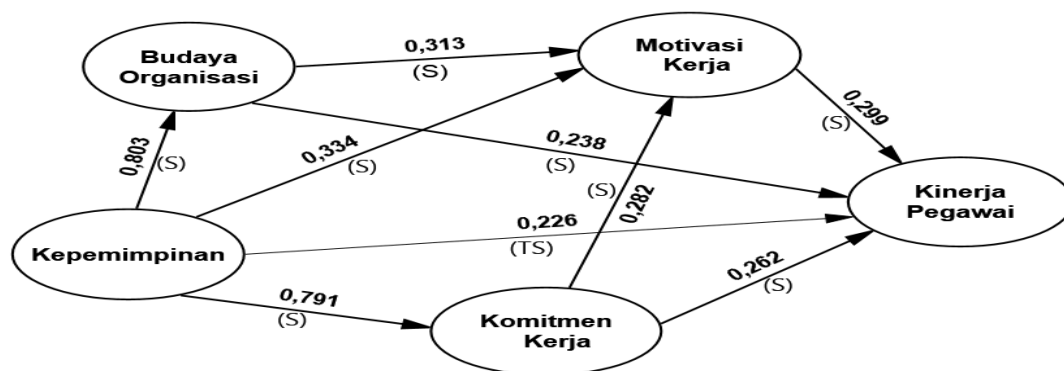 Budaya
Organisasi
0,313
(S)
Motivasi
Kerja
0,803
(S)
0,334
(S)
0,238
(S)
(S)
0,282
0,299
(S)
Kinerja
Pegawai
Kepemimpinan
0,226
(TS)
0,791
(S)
Komitmen
Kerja
0,262
(S)